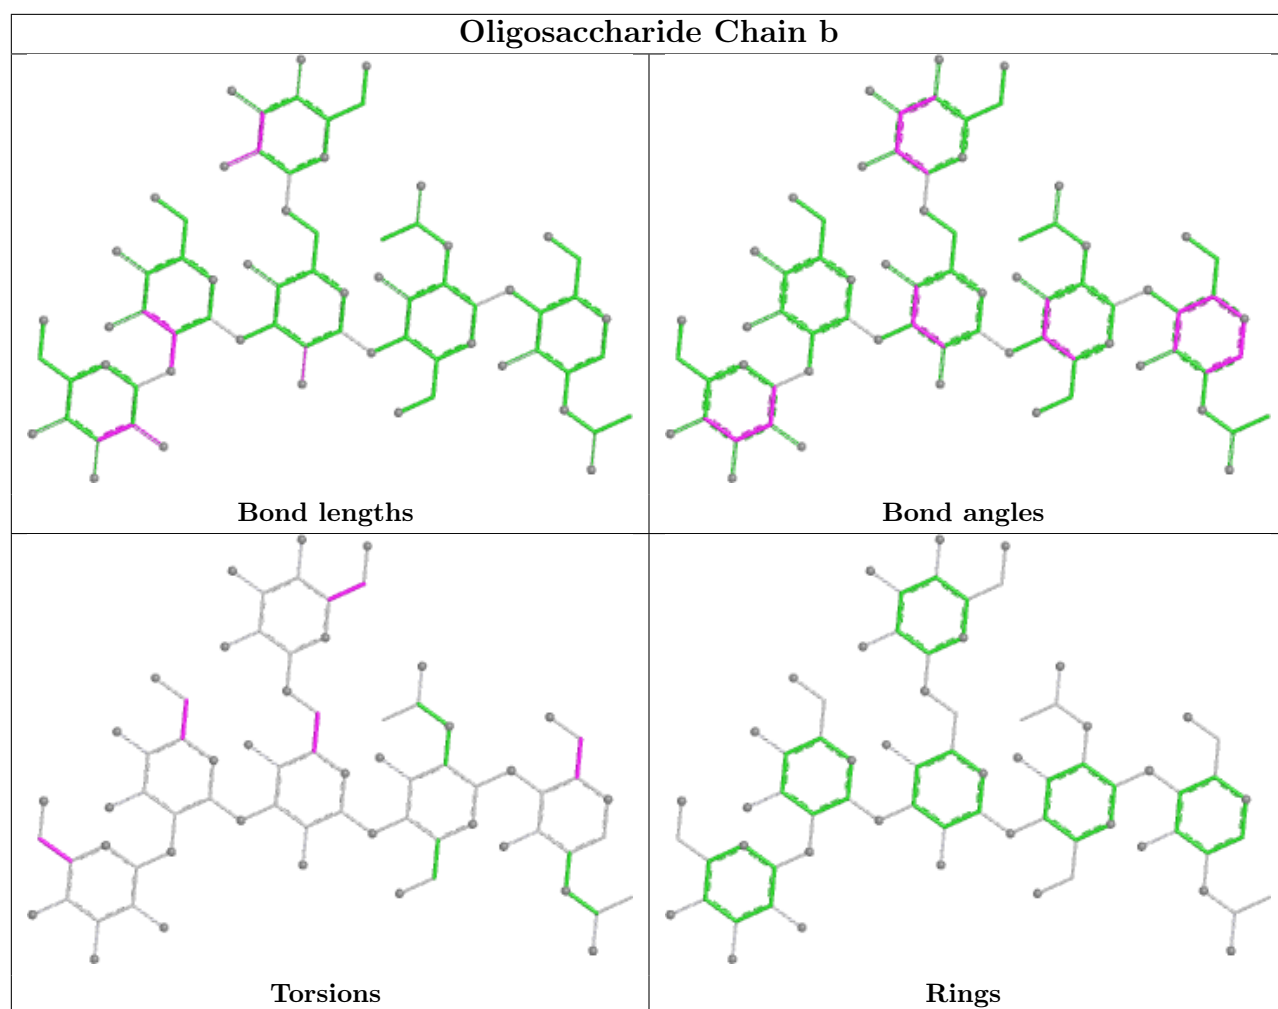 Oligosaccharide Chain b
Bond lengths
Bond angles
Torsions
Rings